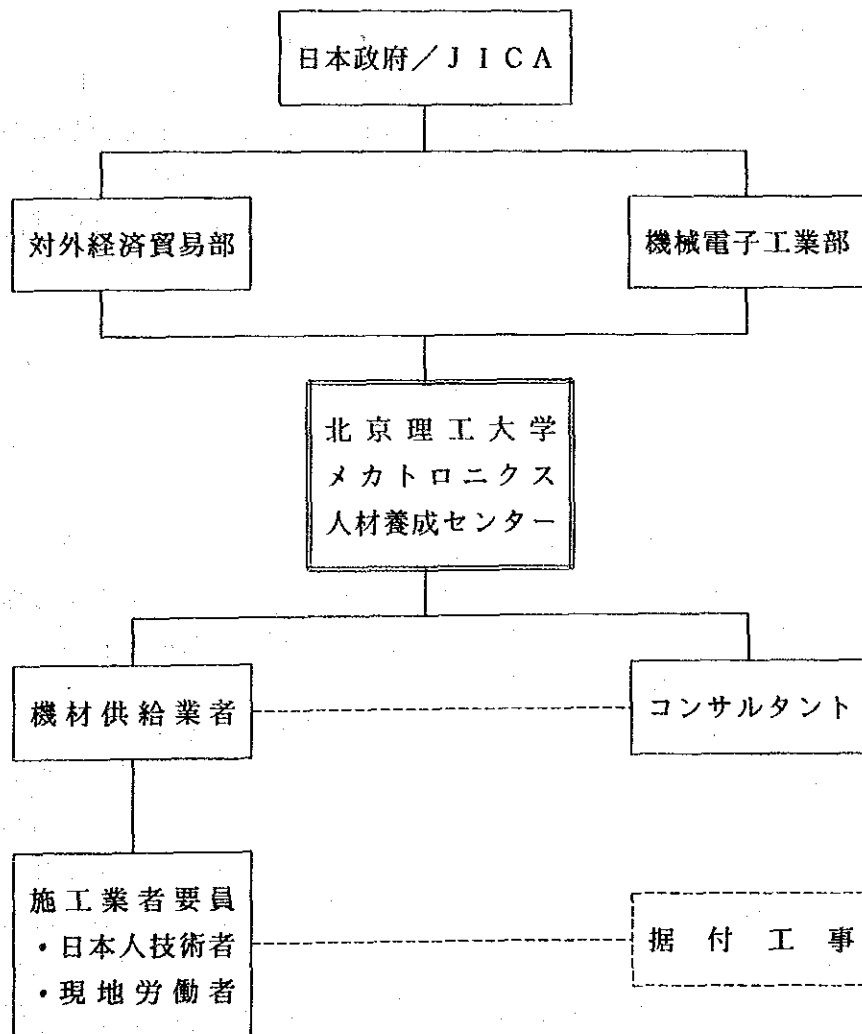 日本政府／JICA
対外経済貿易部
機械電子工業部
北京理工大学
メカトロニクス
人材養成センター
機材供給業者
コンサルタント
施工業者要員
・日本人技術者
・現地労働者
据付工事